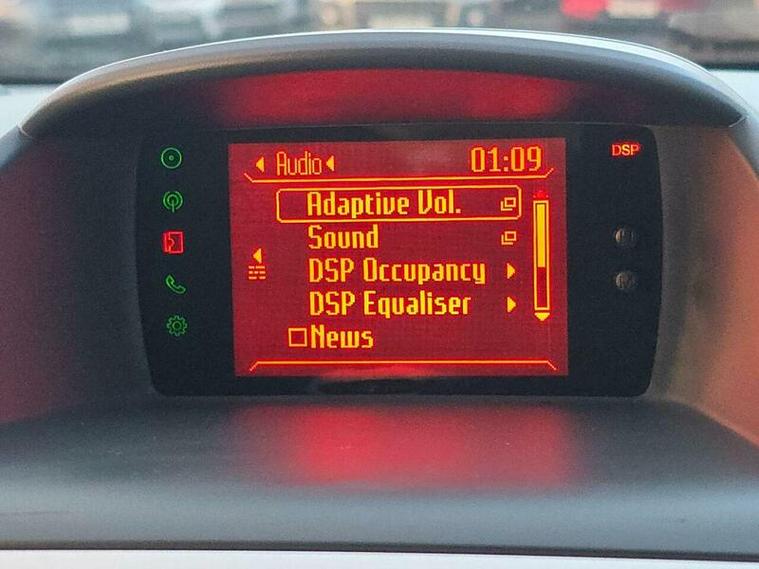 Audio 01:09
DSP
Adaptive Vol.
Sound
DSP Occupancy
DSP Equaliser
News